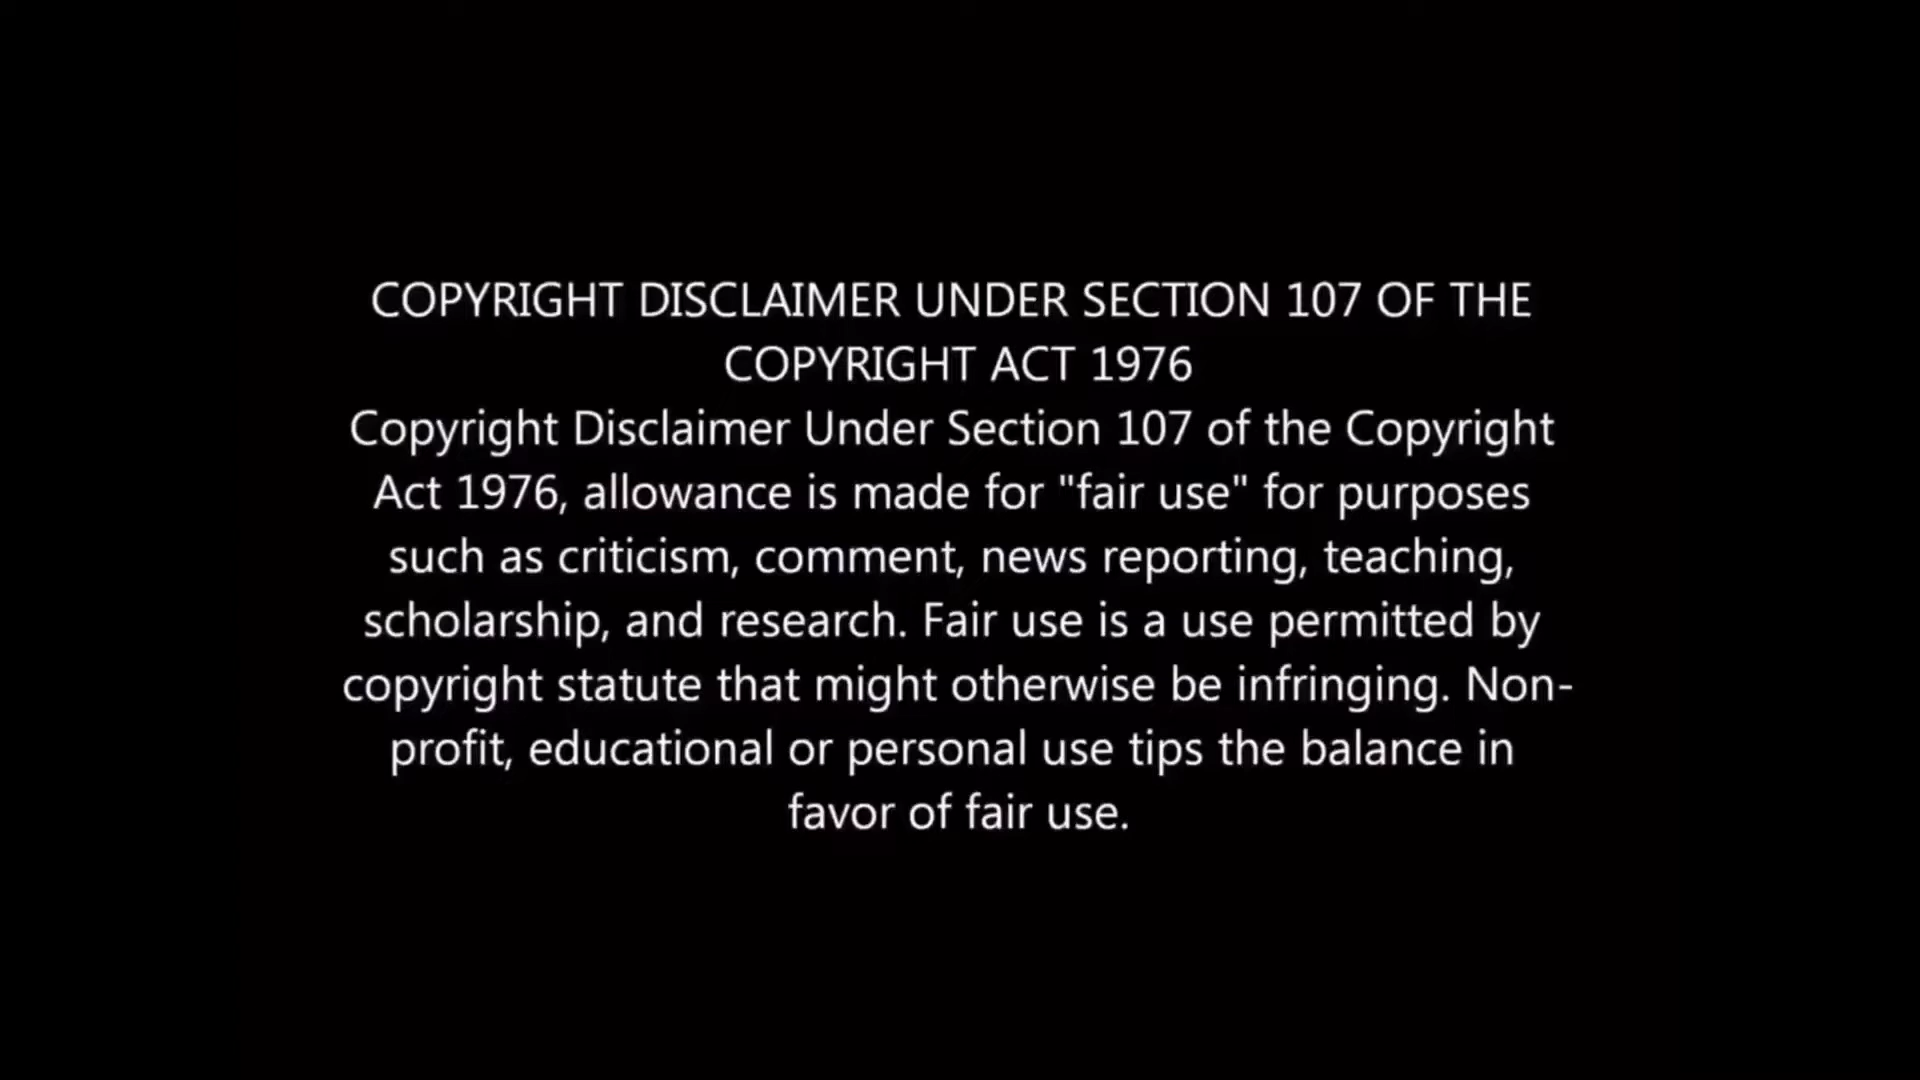 COPYRIGHT DISCLAIMER UNDER SECTION 107 OF THE
COPYRIGHT ACT 1976
Copyright Disclaimer Under Section 107 of the Copyright
Act 1976, allowance is made for "fair use" for purposes
such as criticism, comment, news reporting, teaching,
scholarship, and research. Fair use is a use permitted by
copyright statute that might otherwise be infringing. Non-
profit, educational or personal use tips the balance in
favor of fair use.